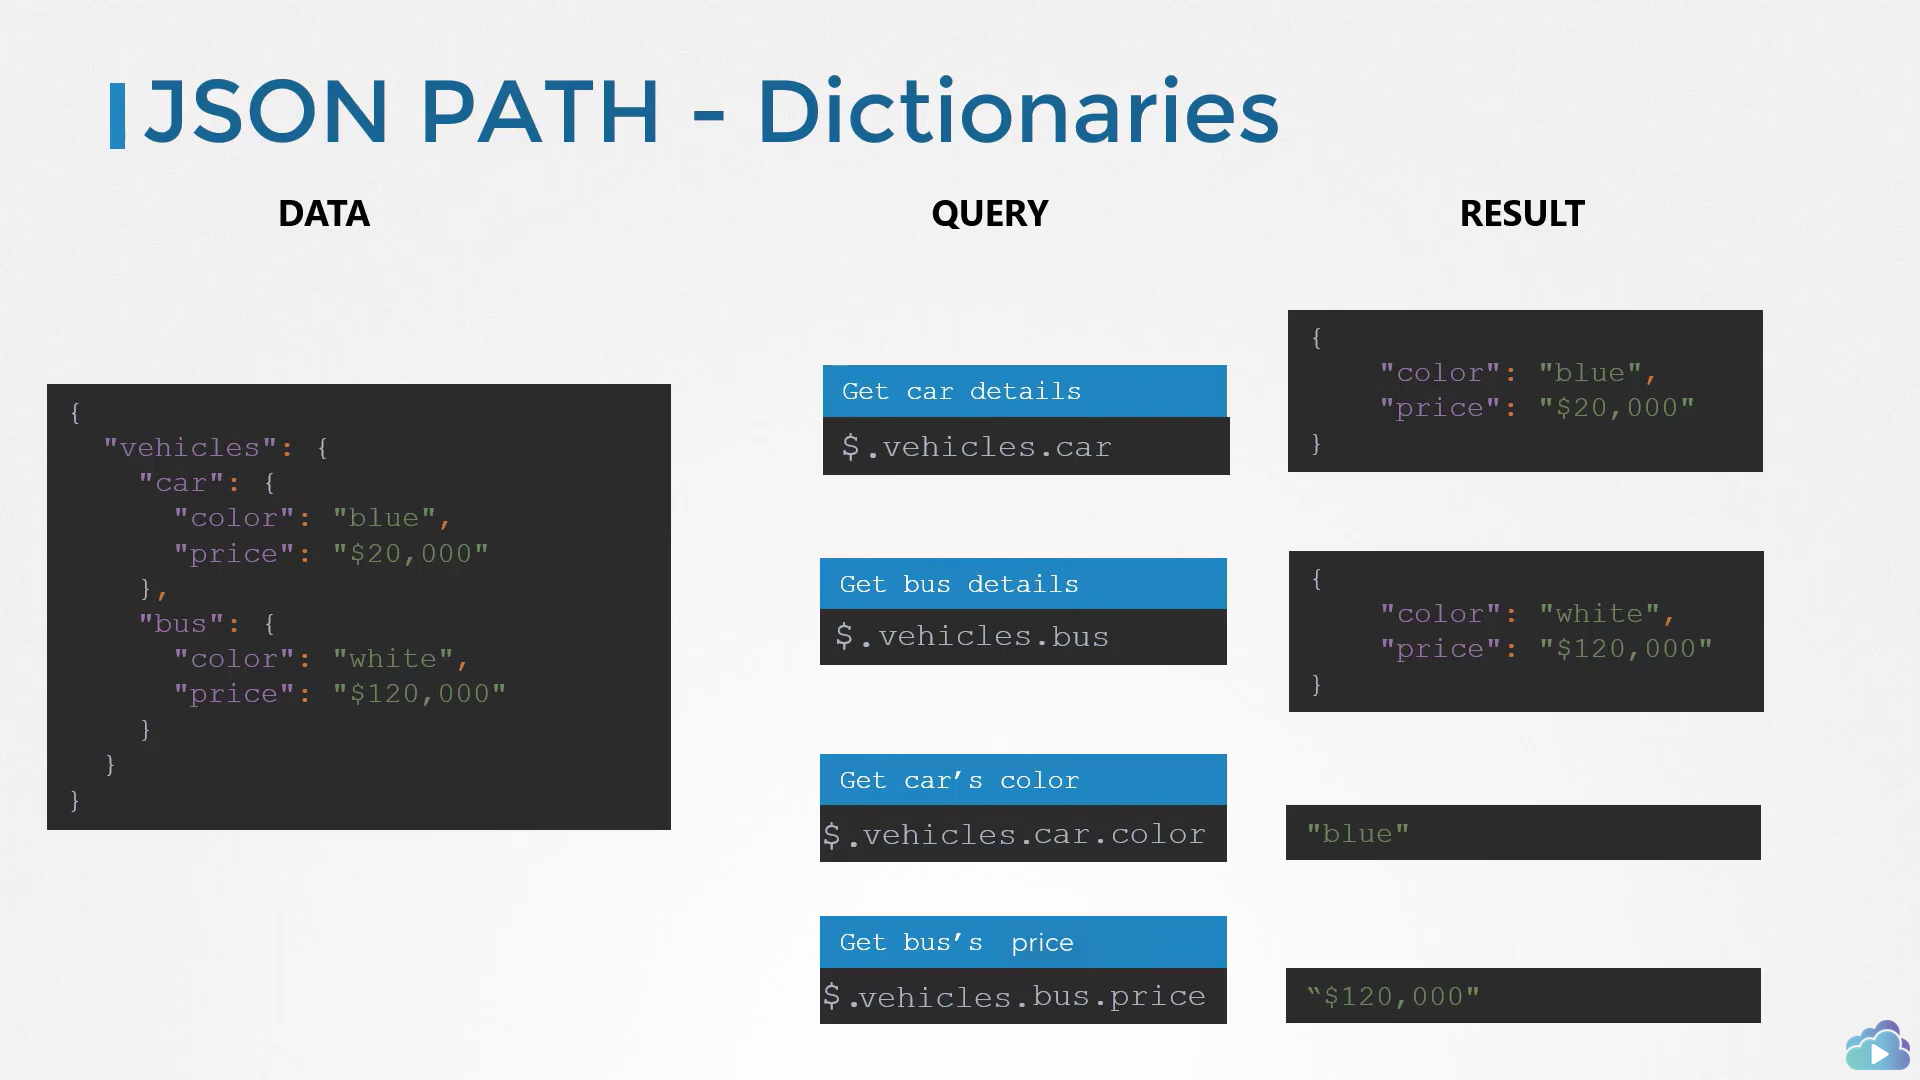 JSON PATH - Dictionaries
DATA
{
"vehicles": {
"car": {
"color": "blue",
"price": "$20,000"
},
"bus": {
"color": "white",
"price": "$120,000"
}
}
}
QUERY
Get car details
$.vehicles.car
Get bus details
$.vehicles.bus
Get car’s color
$.vehicles.car.color
Get bus’s price
$.vehicles.bus.price
RESULT
{
"color": "blue",
"price": "$20,000"
}
{
"color": "white",
"price": "$120,000"
}
"blue"
“$120,000"